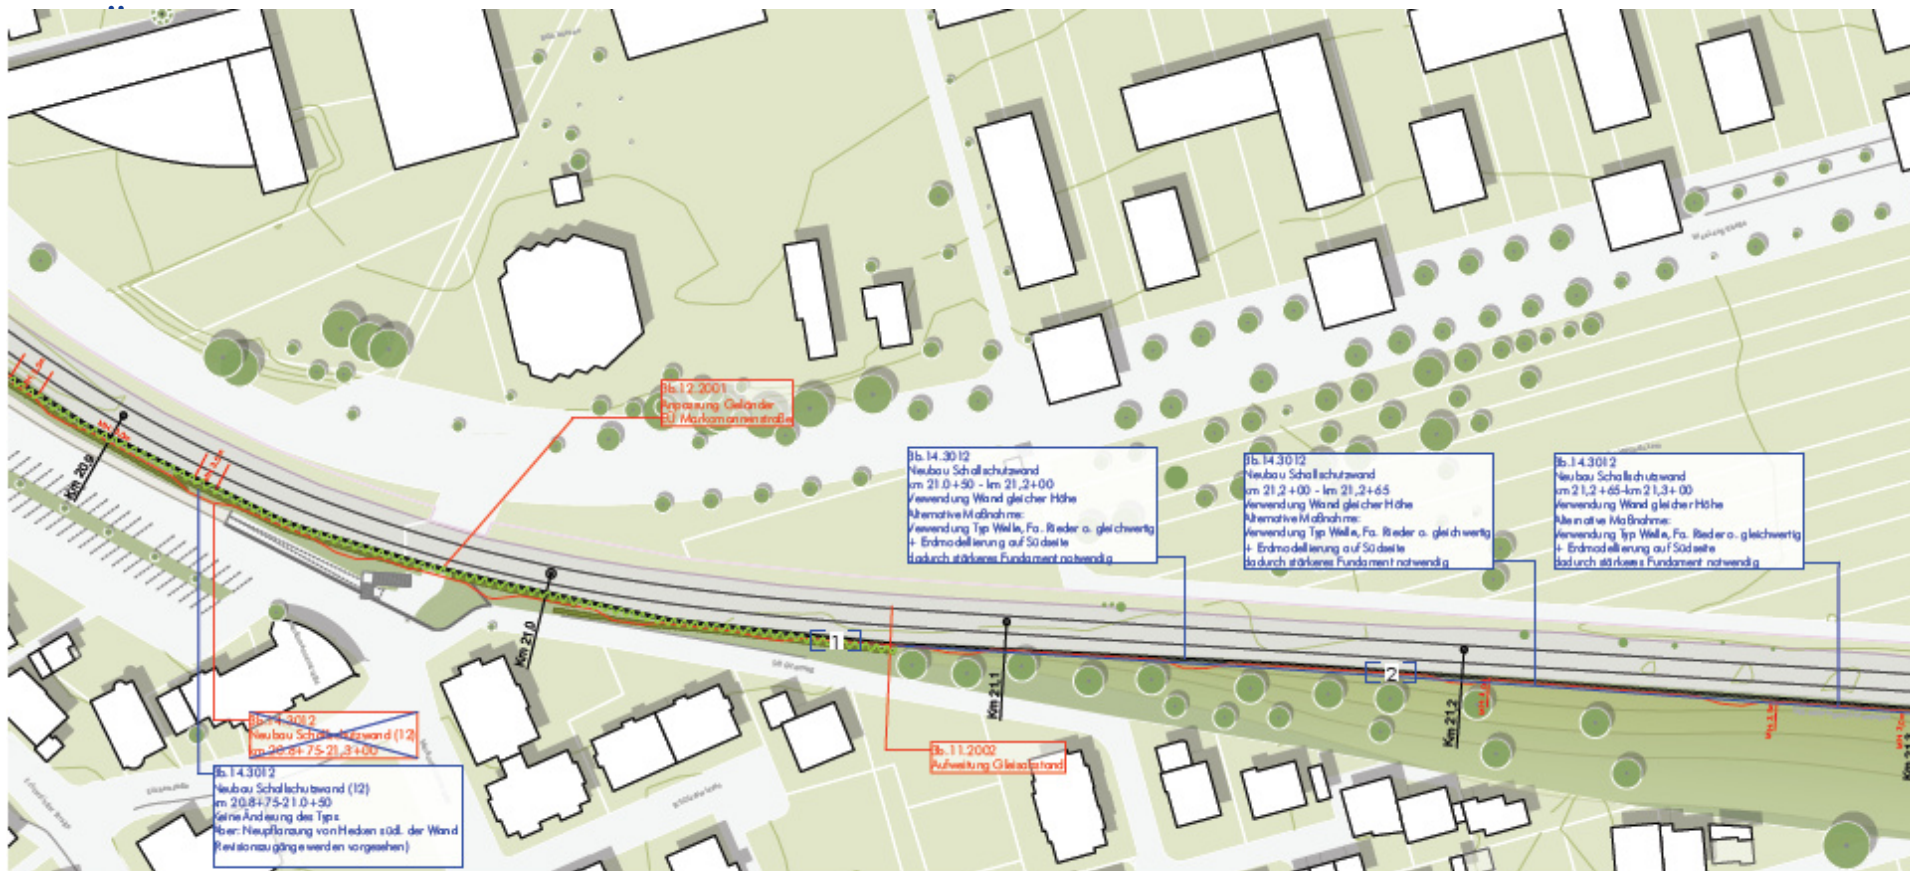 Bb.12.2001
Anpassung Geländer
EÜ Markomannenstraße
Bb.14.3012
Neubau Schallschutzwand
km 21.0+50 - km 21,2+00
Verwendung Wand gleicher Höhe
Alternative Maßnahme:
Verwendung Typ Welle, Fa. Rieder o. gleichwertig
+ Erdmodellierung auf Südseite
dadurch stärkeres Fundament notwendig
Bb.14.3012
Neubau Schallschutzwand
km 21,2+00 - km 21,2+65
Verwendung Wand gleicher Höhe
Alternative Maßnahme:
Verwendung Typ Welle, Fa. Rieder o. gleichwertig
+ Erdmodellierung auf Südseite
dadurch stärkeres Fundament notwendig
Bb.14.3012
Neubau Schallschutzwand
km 21,2+65-km 21,3+00
Verwendung Wand gleicher Höhe
Alternative Maßnahme:
Verwendung Typ Welle, Fa. Rieder o. gleichwertig
+ Erdmodellierung auf Südseite
dadurch stärkeres Fundament notwendig
Km 20,9
Km 21,0
1
Km 21,1
2
Km 21,2
Bb.14.3012
Neubau Schallschutzwand (12)
km 20.8+75-21,3+00
Bb.11.2002
Aufweitung Gleisabstand
Bb.14.3012
Neubau Schallschutzwand (12)
km 20.8+75-21.0+50
Keine Änderung des Typs
Aber: Neupflanzung von Hecken südl. der Wand
(Revisionszugänge werden vorgesehen)